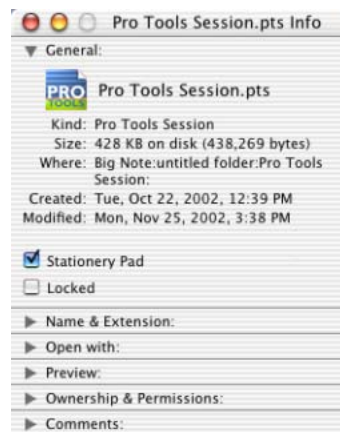 Pro Tools Session.pts Info
General:
PRO
TOOLS
Pro Tools Session.pts
Kind: Pro Tools Session
Size: 428 KB on disk (438,269 bytes)
Where: Big Note:untitled folder:Pro Tools
Session:
Created: Tue, Oct 22, 2002, 12:39 PM
Modified: Mon, Nov 25, 2002, 3:38 PM
Stationery Pad
Locked
Name & Extension:
Open with:
Preview:
Ownership & Permissions:
Comments: